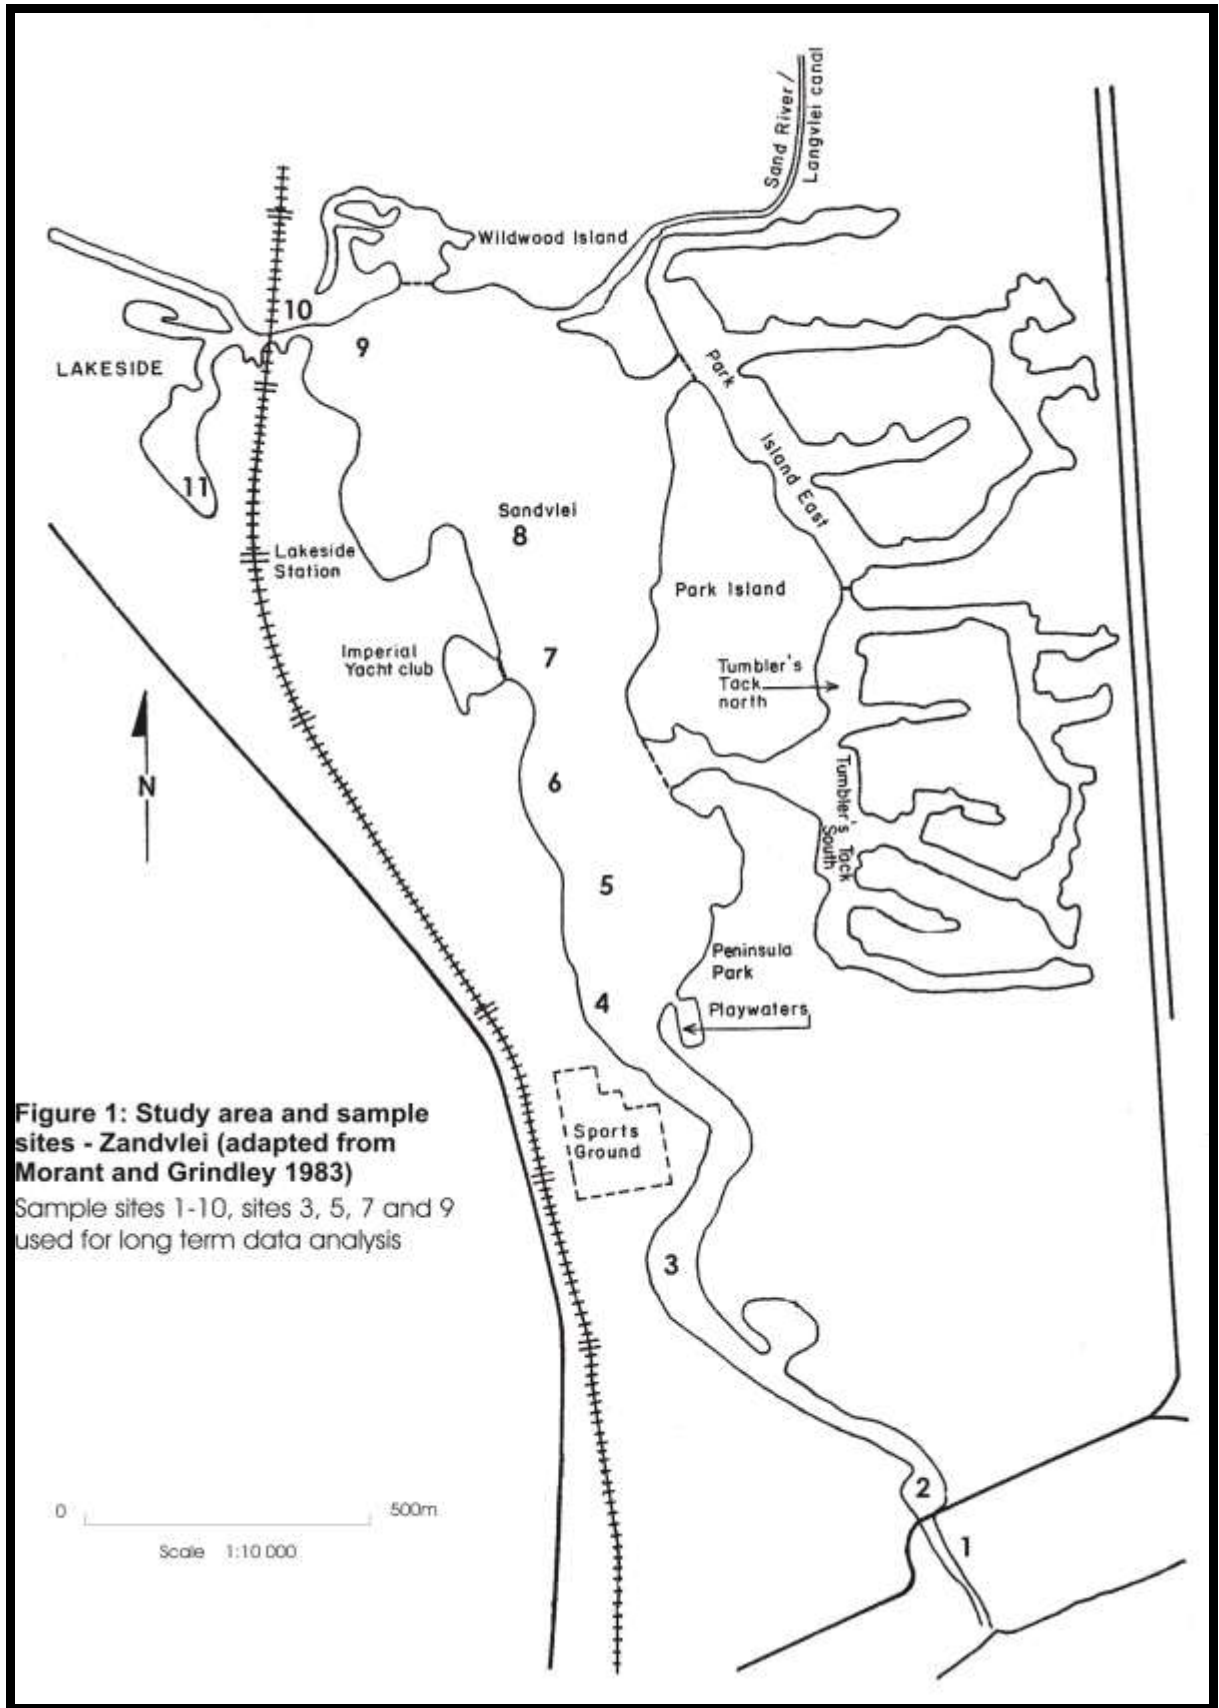 Sand River /
Langvlei canal
Wildwood Island
10
9
LAKESIDE
11
Park
Island East
Sandvlei
8
Lakeside
Station
Park Island
Imperial
Yacht club
7
Tumbler's
Tack
north
N
6
Tumbler's Tack
South
5
Peninsula
Park
4
Playwaters
Figure 1: Study area and sample
sites - Zandvlei (adapted from
Morant and Grindley 1983)
Sample sites 1-10, sites 3, 5, 7 and 9
used for long term data analysis
Sports
Ground
3
2
1
0 500m
Scale 1:10 000